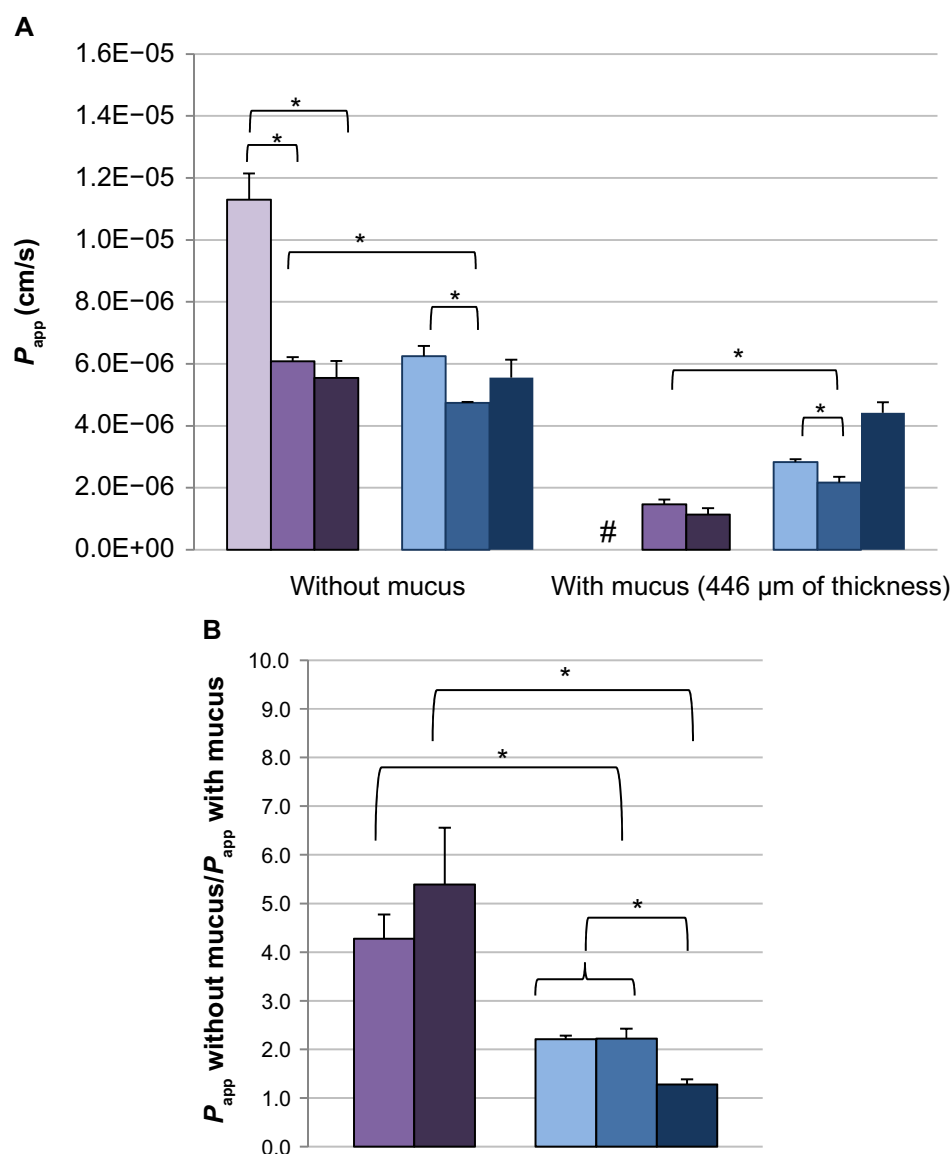 A
1.6E−05
1.4E−05
1.2E−05
1.0E−05
8.0E−06
6.0E−06
4.0E−06
2.0E−06
0.0E+00
P app (cm/s)
*
*
*
*
*
*
#
Without mucus
With mucus (446 µm of thickness)
B
10.0
9.0
8.0
7.0
6.0
5.0
4.0
3.0
2.0
1.0
0.0
P app without mucus/P app with mucus
*
*
*